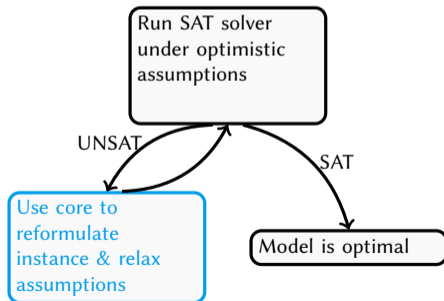 Run SAT solver
under optimistic
assumptions
UNSAT
SAT
Use core to
reformulate
instance & relax
assumptions
Model is optimal